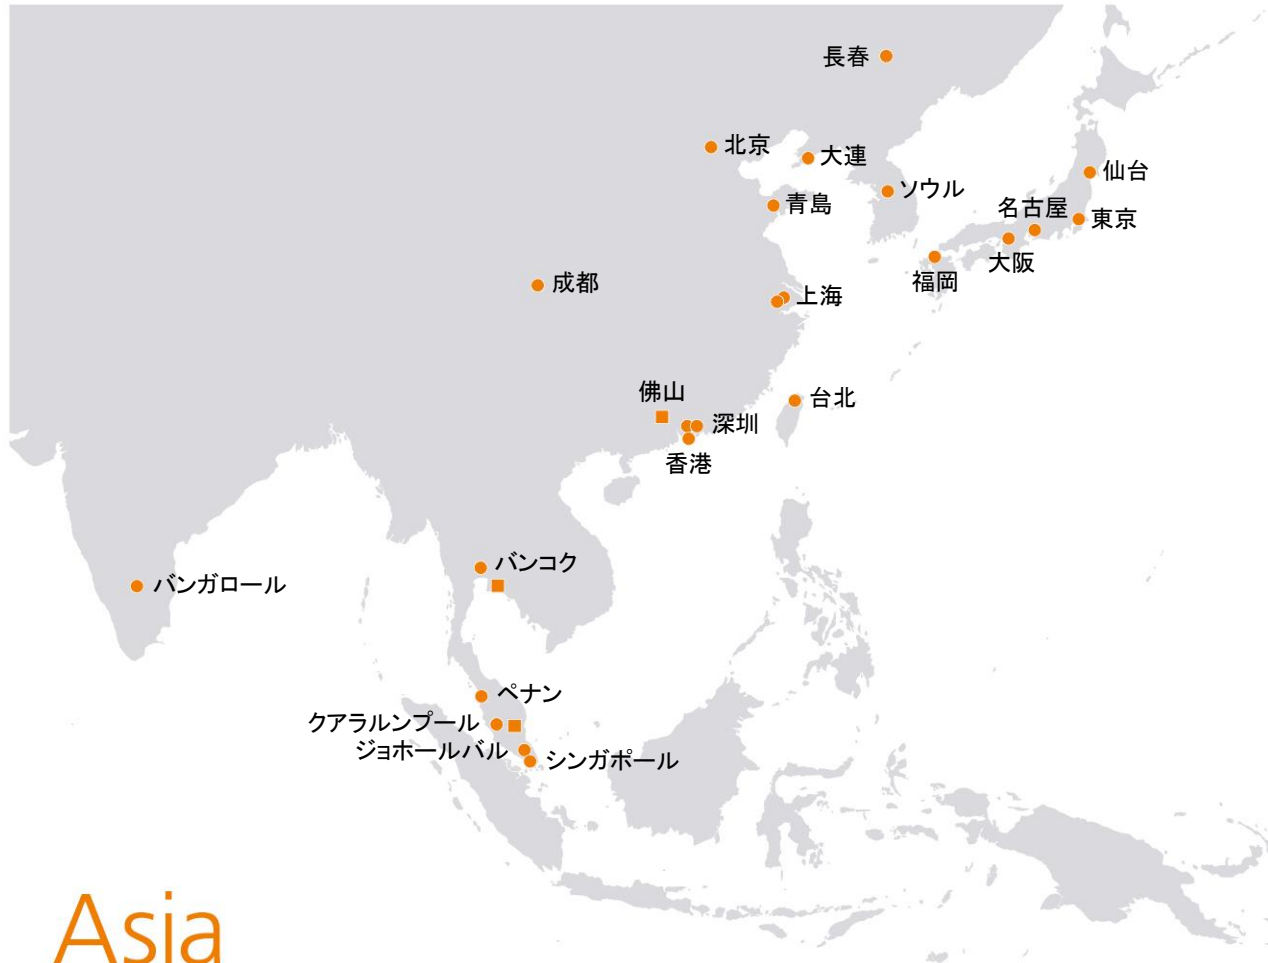 長春
北京
大連
仙台
ソウル
青島
名古屋
東京
大阪
福岡
成都
上海
佛山
台北
深圳
香港
バンコク
バンガロール
ペナン
クアラルンプール
ジョホールバル
シンガポール
Asia